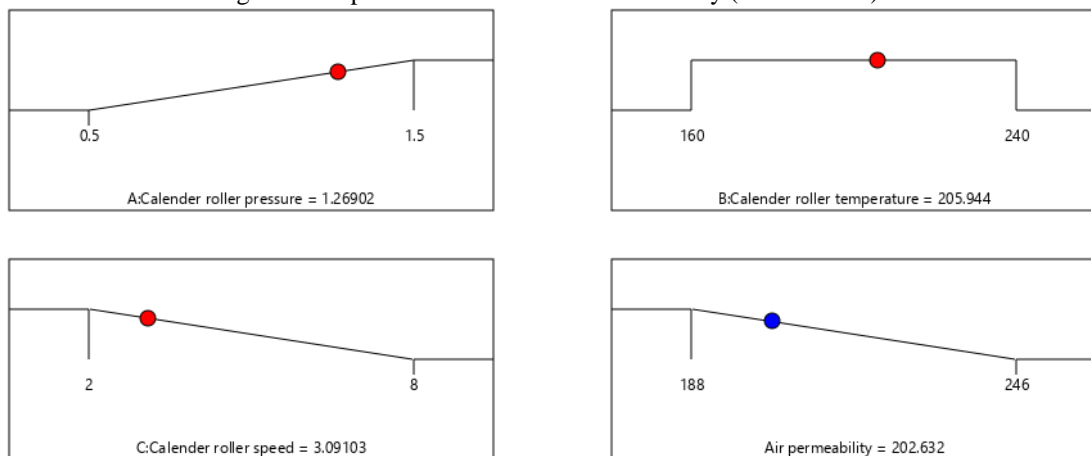 0.5 1.5
A:Calender roller pressure = 1.26902
160 240
B:Calender roller temperature = 205.944
2 8
C:Calender roller speed = 3.09103
188 246
Air permeability = 202.632